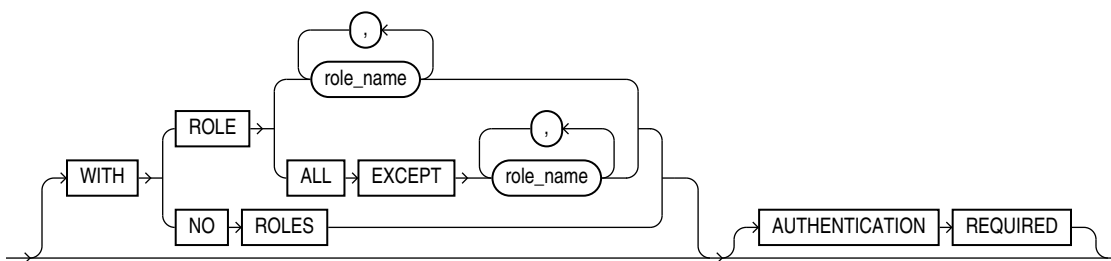 ,
role_name
ROLE
,
WITH ALL EXCEPT role_name
NO ROLES
AUTHENTICATION REQUIRED